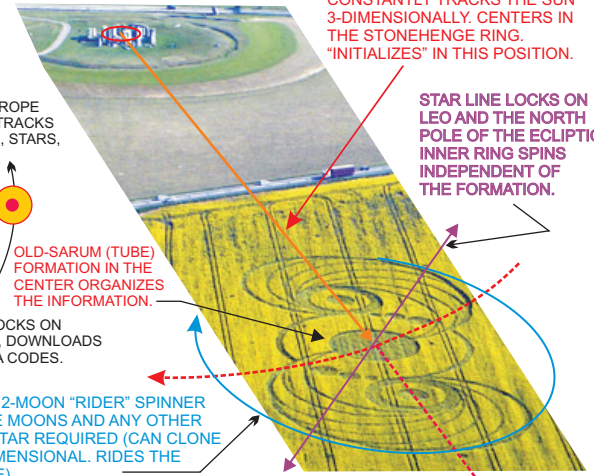 CONSTANTLY TRACKS THE SUN
3-DIMENSIONALLY. CENTERS IN
THE STONEHENGE RING.
“INITIALIZES” IN THIS POSITION.
STAR LINE LOCKS ON
LEO AND THE NORTH
POLE OF THE ECLIPTIC
INNER RING SPINS
INDEPENDENT OF
THE FORMATION.
ROPE
TRACKS
, STARS,
OLD-SARUM (TUBE)
FORMATION IN THE
CENTER ORGANIZES
THE INFORMATION.
OCKS ON
, DOWNLOADS
A CODES.
2-MOON “RIDER” SPINNER
E MOONS AND ANY OTHER
TAR REQUIRED (CAN CLONE
MENSIONAL. RIDES THE
E)